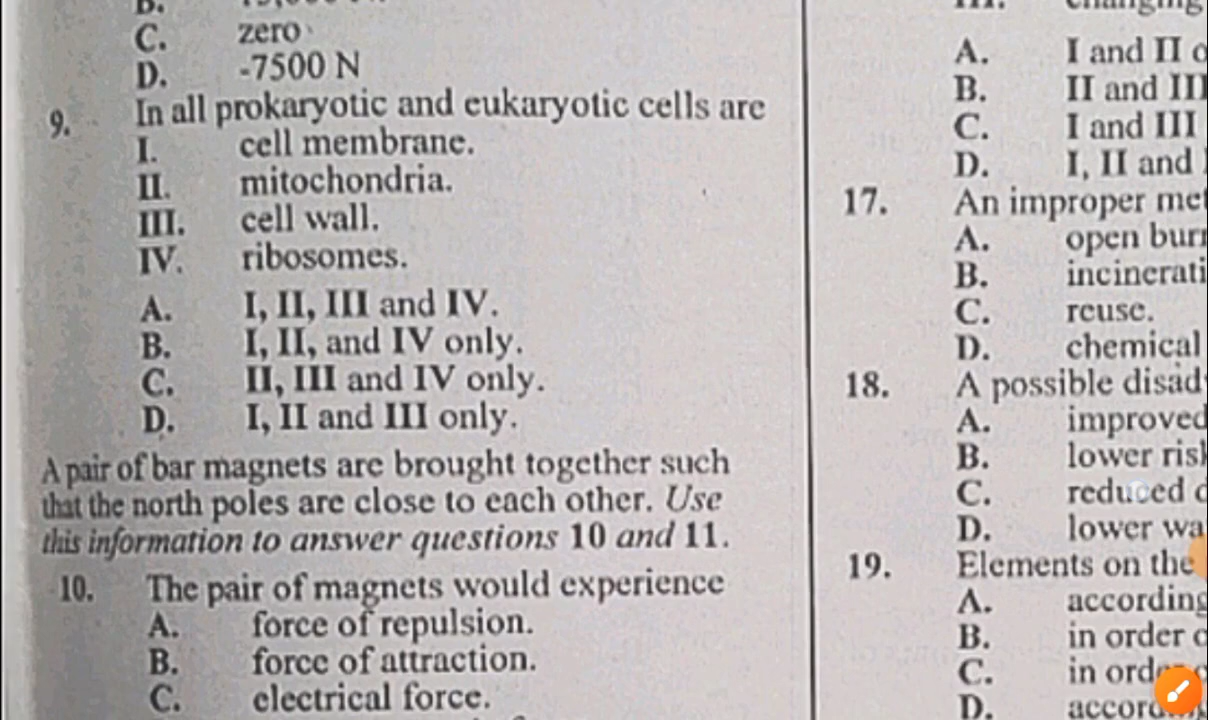 C. zero
D. -7500 N
9. In all prokaryotic and eukaryotic cells are
I. cell membrane.
II. mitochondria.
III. cell wall.
IV. ribosomes.
A. I, II, III and IV.
B. I, II, and IV only.
C. II, III and IV only.
D. I, II and III only.
A pair of bar magnets are brought together such
that the north poles are close to each other. Use
this information to answer questions 10 and 11.
10. The pair of magnets would experience
A. force of repulsion.
B. force of attraction.
C. electrical force.
III. changing
A. I and II
B. II and III
C. I and III
D. I, II and
17. An improper
A. open
B.
C. reuse.
D. chemical
18. A possible
A. improved
B. lower
C. reduced
D. lower
19. Elements on the
A. according
B. in order
C. in
D.